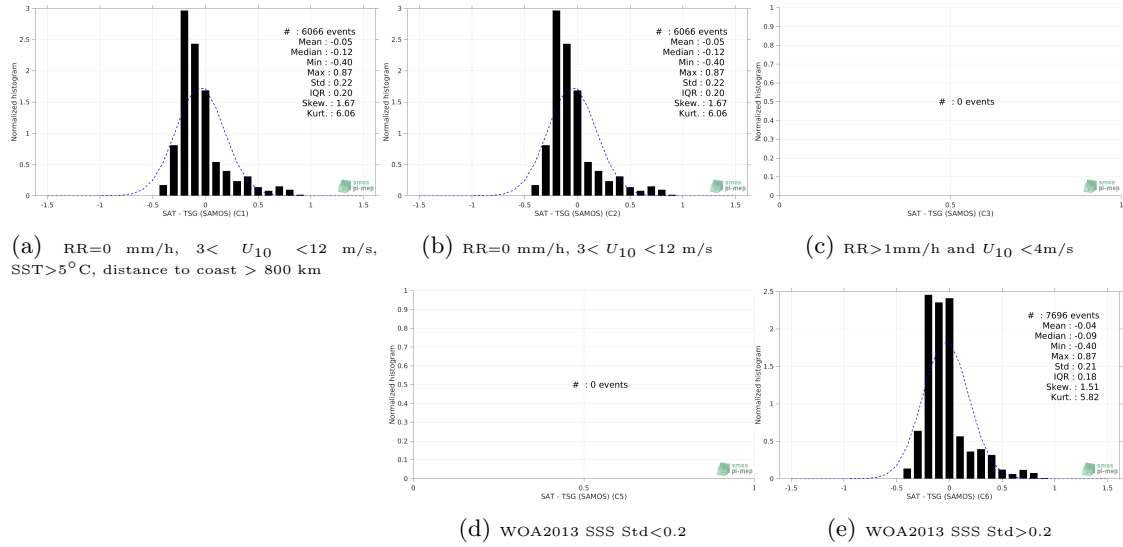 3
2.5
2
1.5
1
0.5
0
Normalized histogram
# : 6066 events
Mean : -0.05
Median : -0.12
Min : -0.40
Max : 0.87
Std : 0.22
IQR : 0.20
Skew. : 1.67
Kurt. : 6.06
smos
pi-mep
-1.5 -1 -0.5 0 0.5 1 1.5
SAT - TSG (SAMOS) (C1)
(a) RR=0 mm/h, 3< U10 <12 m/s,
SST>5°C, distance to coast > 800 km
3
2.5
2
1.5
1
0.5
0
Normalized histogram
# : 6066 events
Mean : -0.05
Median : -0.12
Min : -0.40
Max : 0.87
Std : 0.22
IQR : 0.20
Skew. : 1.67
Kurt. : 6.06
smos
pi-mep
-1.5 -1 -0.5 0 0.5 1 1.5
SAT - TSG (SAMOS) (C2)
(b) RR=0 mm/h, 3< U10 <12 m/s
1
0.9
0.8
0.7
0.6
0.5
0.4
0.3
0.2
0.1
0
Normalized histogram
# : 0 events
smos
pi-mep
0 0.5 1
SAT - TSG (SAMOS) (C3)
(c) RR>1mm/h and U10 <4m/s
1
0.9
0.8
0.7
0.6
0.5
0.4
0.3
0.2
0.1
0
Normalized histogram
# : 0 events
smos
pi-mep
0 0.5 1
SAT - TSG (SAMOS) (C5)
(d) WOA2013 SSS Std<0.2
2.5
2
1.5
1
0.5
0
Normalized histogram
# : 7696 events
Mean : -0.04
Median : -0.09
Min : -0.40
Max : 0.87
Std : 0.21
IQR : 0.18
Skew. : 1.51
Kurt. : 5.82
smos
pi-mep
-1.5 -1 -0.5 0 0.5 1 1.5
SAT - TSG (SAMOS) (C6)
(e) WOA2013 SSS Std>0.2